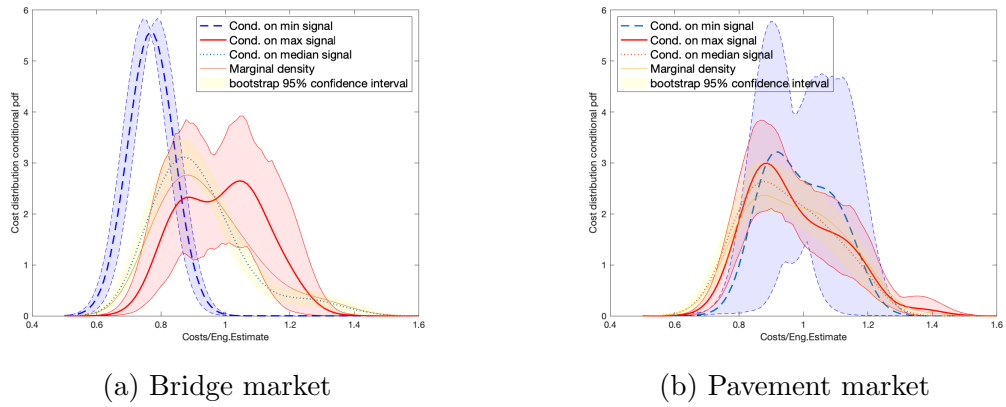 Cond. on min signal
Cond. on max signal
Cond. on median signal
Marginal density
bootstrap 95% confidence interval
Cost distribution conditional pdf
6
5
4
3
2
1
0
0.4 0.6 0.8 1 1.2 1.4 1.6
Costs/Eng.Estimate
(a) Bridge market
Cond. on min signal
Cond. on max signal
Cond. on median signal
Marginal density
bootstrap 95% confidence interval
Cost distribution conditional pdf
6
5
4
3
2
1
0
0.4 0.6 0.8 1 1.2 1.4 1.6
Costs/Eng.Estimate
(b) Pavement market